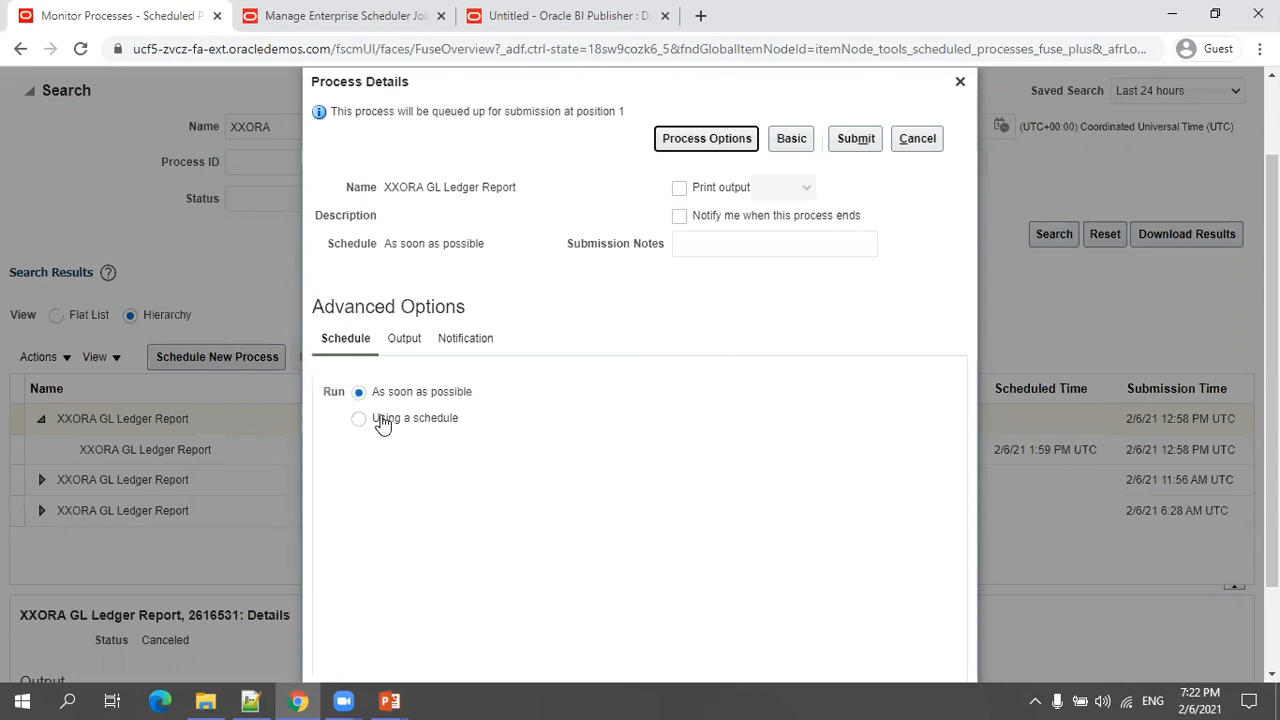 Monitor Processes - Scheduled P
Manage Enterprise Scheduler Job
Untitled - Oracle BI Publisher : Da
ucf5-zvcz-fa-ext.oracledemos.com/fscmUI/faces/FuseOverview?_adf.ctrl-state=18sw9cozk6_5&fndGlobalItemNodeId=itemNode_tools_scheduled_processes_fuse_plus&_afrLo...
Guest
Search
Saved Search Last 24 hours
Name XXORA
(UTC+00:00) Coordinated Universal Time (UTC)
Process ID
Status
Search Reset Download Results
Search Results
View Flat List Hierarchy
Actions View Schedule New Process
Name Scheduled Time Submission Time
XXORA GL Ledger Report 2/6/21 12:58 PM UTC
XXORA GL Ledger Report 2/6/21 1:59 PM UTC 2/6/21 12:58 PM UTC
XXORA GL Ledger Report 2/6/21 11:56 AM UTC
XXORA GL Ledger Report 2/6/21 6:28 AM UTC
XXORA GL Ledger Report, 2616531: Details
Status Canceled
Process Details
This process will be queued up for submission at position 1
Process Options Basic Submit Cancel
Name XXORA GL Ledger Report
Print output
Description
Notify me when this process ends
Schedule As soon as possible
Submission Notes
Advanced Options
Schedule Output Notification
Run As soon as possible
Using a schedule
ENG
7:22 PM
2/6/2021